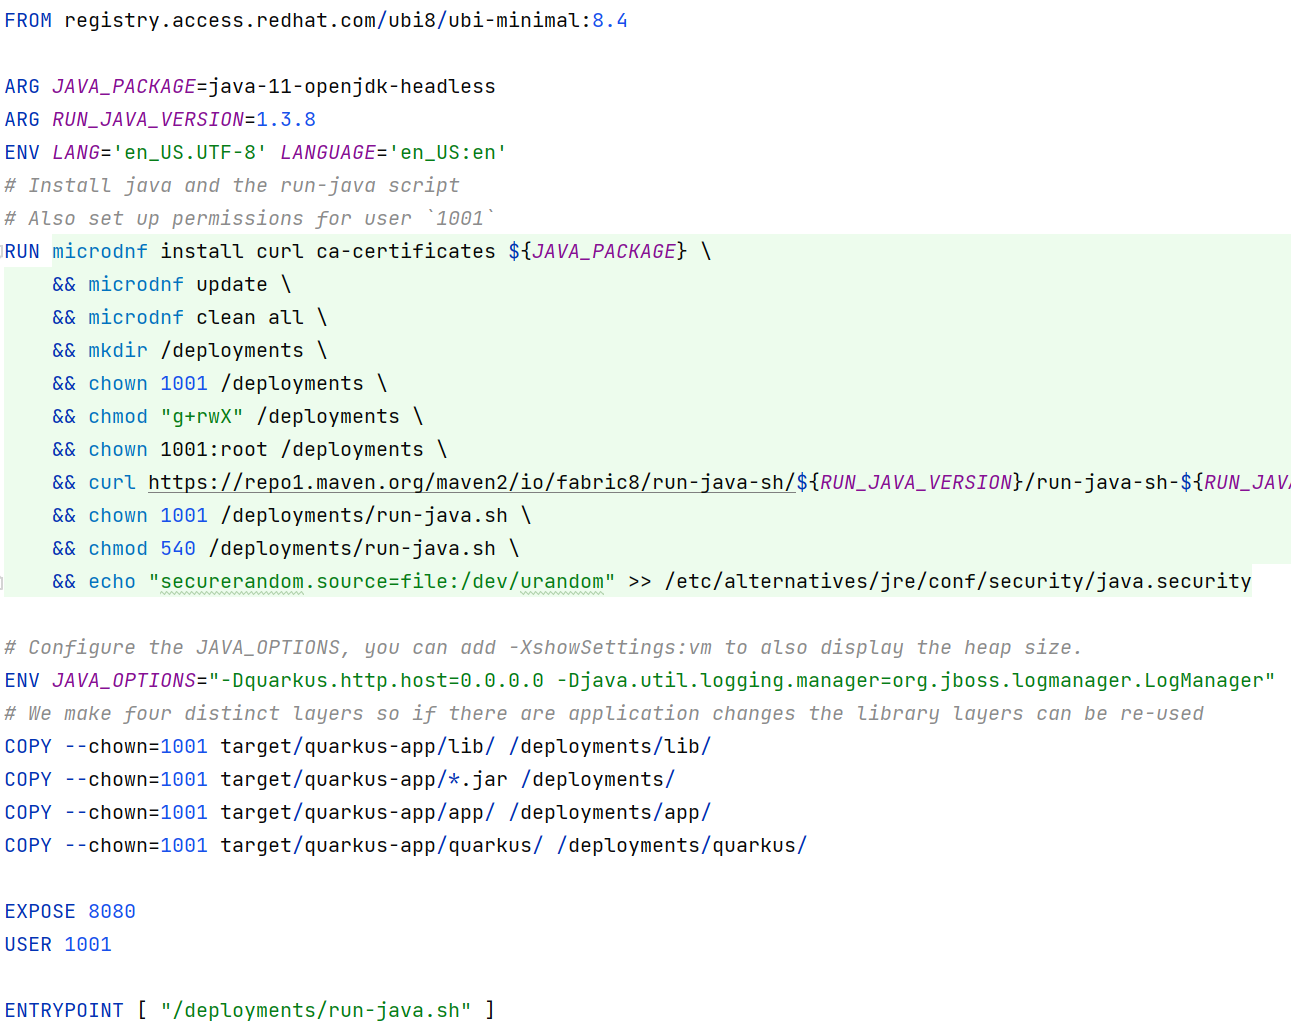 FROM registry.access.redhat.com/ubi8/ubi-minimal:8.4
ARG JAVA_PACKAGE=java-11-openjdk-headless
ARG RUN_JAVA_VERSION=1.3.8
ENV LANG='en_US.UTF-8' LANGUAGE='en_US:en'
# Install java and the run-java script
# Also set up permissions for user `1001`
RUN microdnf install curl ca-certificates ${JAVA_PACKAGE} \
    && microdnf update \
    && microdnf clean all \
    && mkdir /deployments \
    && chown 1001 /deployments \
    && chmod "g+rwX" /deployments \
    && chown 1001:root /deployments \
    && curl https://repo1.maven.org/maven2/io/fabric8/run-java-sh/${RUN_JAVA_VERSION}/run-java-sh-${RUN_JAVA
    && chown 1001 /deployments/run-java.sh \
    && chmod 540 /deployments/run-java.sh \
    && echo "securerandom.source=file:/dev/urandom" >> /etc/alternatives/jre/conf/security/java.security
# Configure the JAVA_OPTIONS, you can add -XshowSettings:vm to also display the heap size.
ENV JAVA_OPTIONS="-Dquarkus.http.host=0.0.0.0 -Djava.util.logging.manager=org.jboss.logmanager.LogManager"
# We make four distinct layers so if there are application changes the library layers can be re-used
COPY --chown=1001 target/quarkus-app/lib/ /deployments/lib/
COPY --chown=1001 target/quarkus-app/*.jar /deployments/
COPY --chown=1001 target/quarkus-app/app/ /deployments/app/
COPY --chown=1001 target/quarkus-app/quarkus/ /deployments/quarkus/
EXPOSE 8080
USER 1001
ENTRYPOINT [ "/deployments/run-java.sh" ]